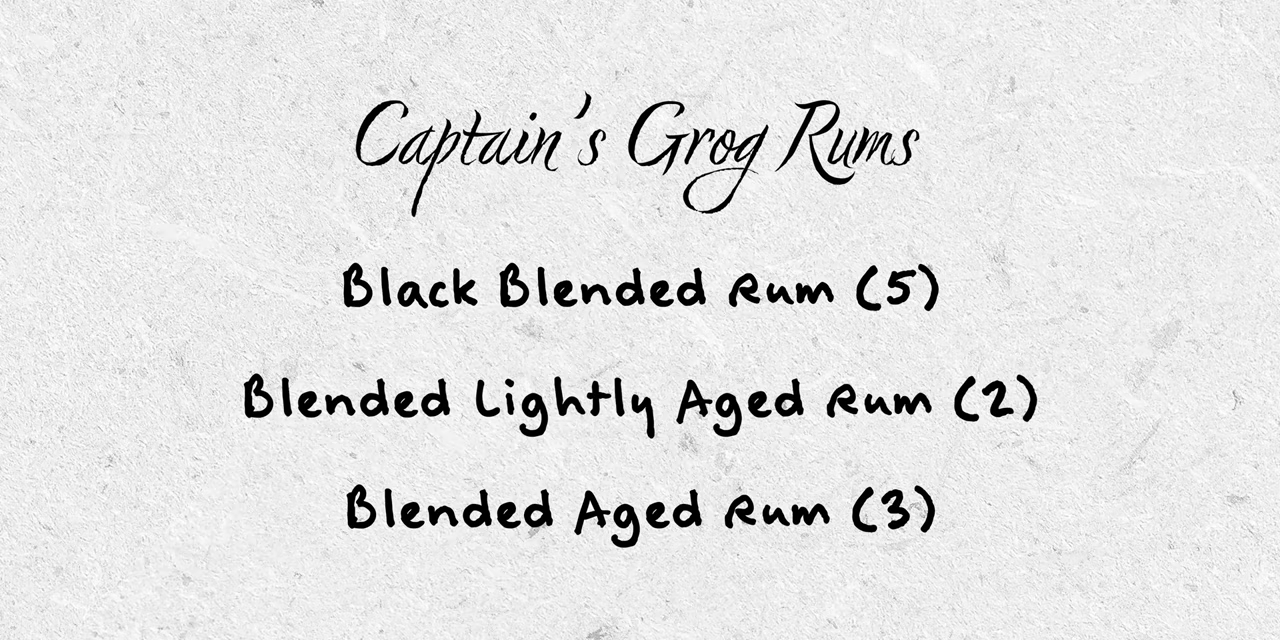 Captain's Grog Rums
Black Blended Rum (5)
Blended Lightly Aged Rum (2)
Blended Aged Rum (3)